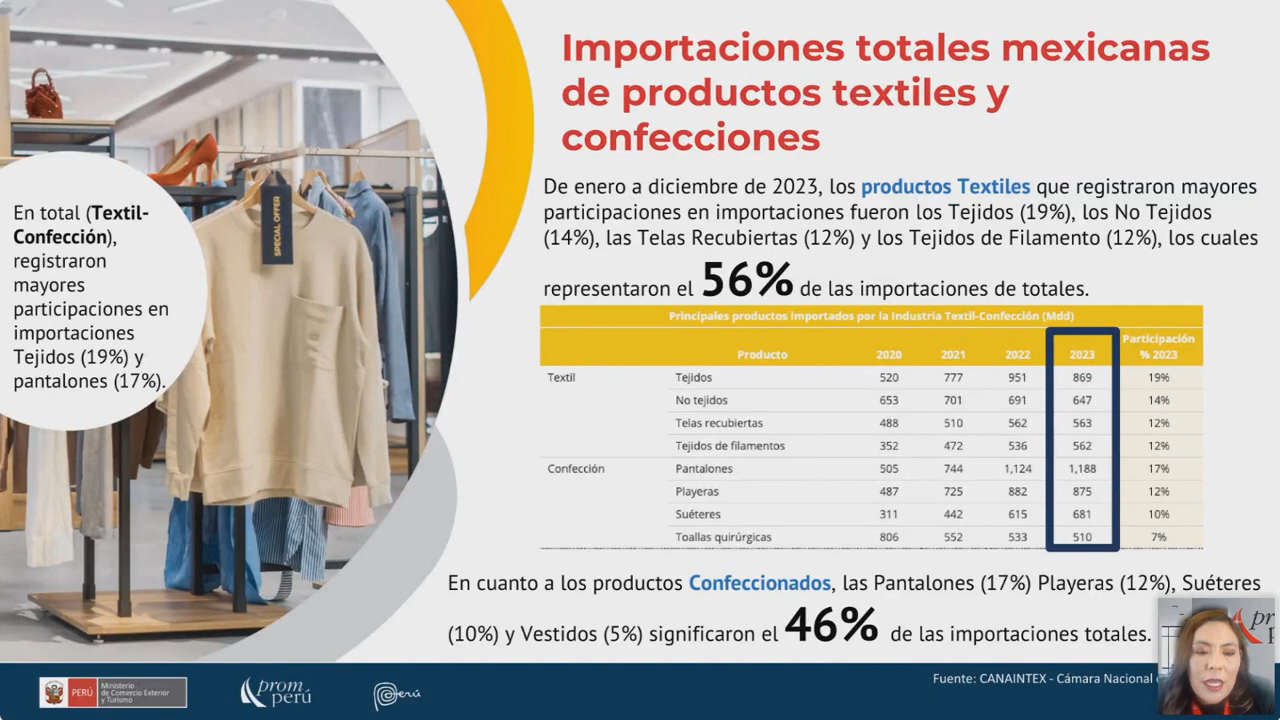 Importaciones totales mexicanas
de productos textiles y
confecciones
De enero a diciembre de 2023, los productos Textiles que registraron mayores
participaciones en importaciones fueron los Tejidos (19%), los No Tejidos
(14%), las Telas Recubiertas (12%) y los Tejidos de Filamento (12%), los cuales
representaron el 56% de las importaciones de totales.
SPECIAL OFFER
En total (Textil-
Confección),
registraron
mayores
participaciones en
importaciones
Tejidos (19%) y
pantalones (17%).
Principales productos importados por la Industria Textil-Confección (Mdd)
Producto 2020 2021 2022 2023 Participación % 2023
Textil Tejidos 520 777 951 869 19%
No tejidos 653 701 691 647 14%
Telas recubiertas 488 510 562 563 12%
Tejidos de filamentos 352 472 536 562 12%
Confección Pantalones 505 744 1,124 1,188 17%
Playeras 487 725 882 875 12%
Suéteres 311 442 615 681 10%
Toallas quirúrgicas 806 552 533 510 7%
En cuanto a los productos Confeccionados, las Pantalones (17%) Playeras (12%), Suéteres
(10%) y Vestidos (5%) significaron el 46% de las importaciones totales.
PERÚ Ministerio
de Comercio Exterior
y Turismo
prom
perú
Perú
Fuente: CANAINTEX - Cámara Nacional